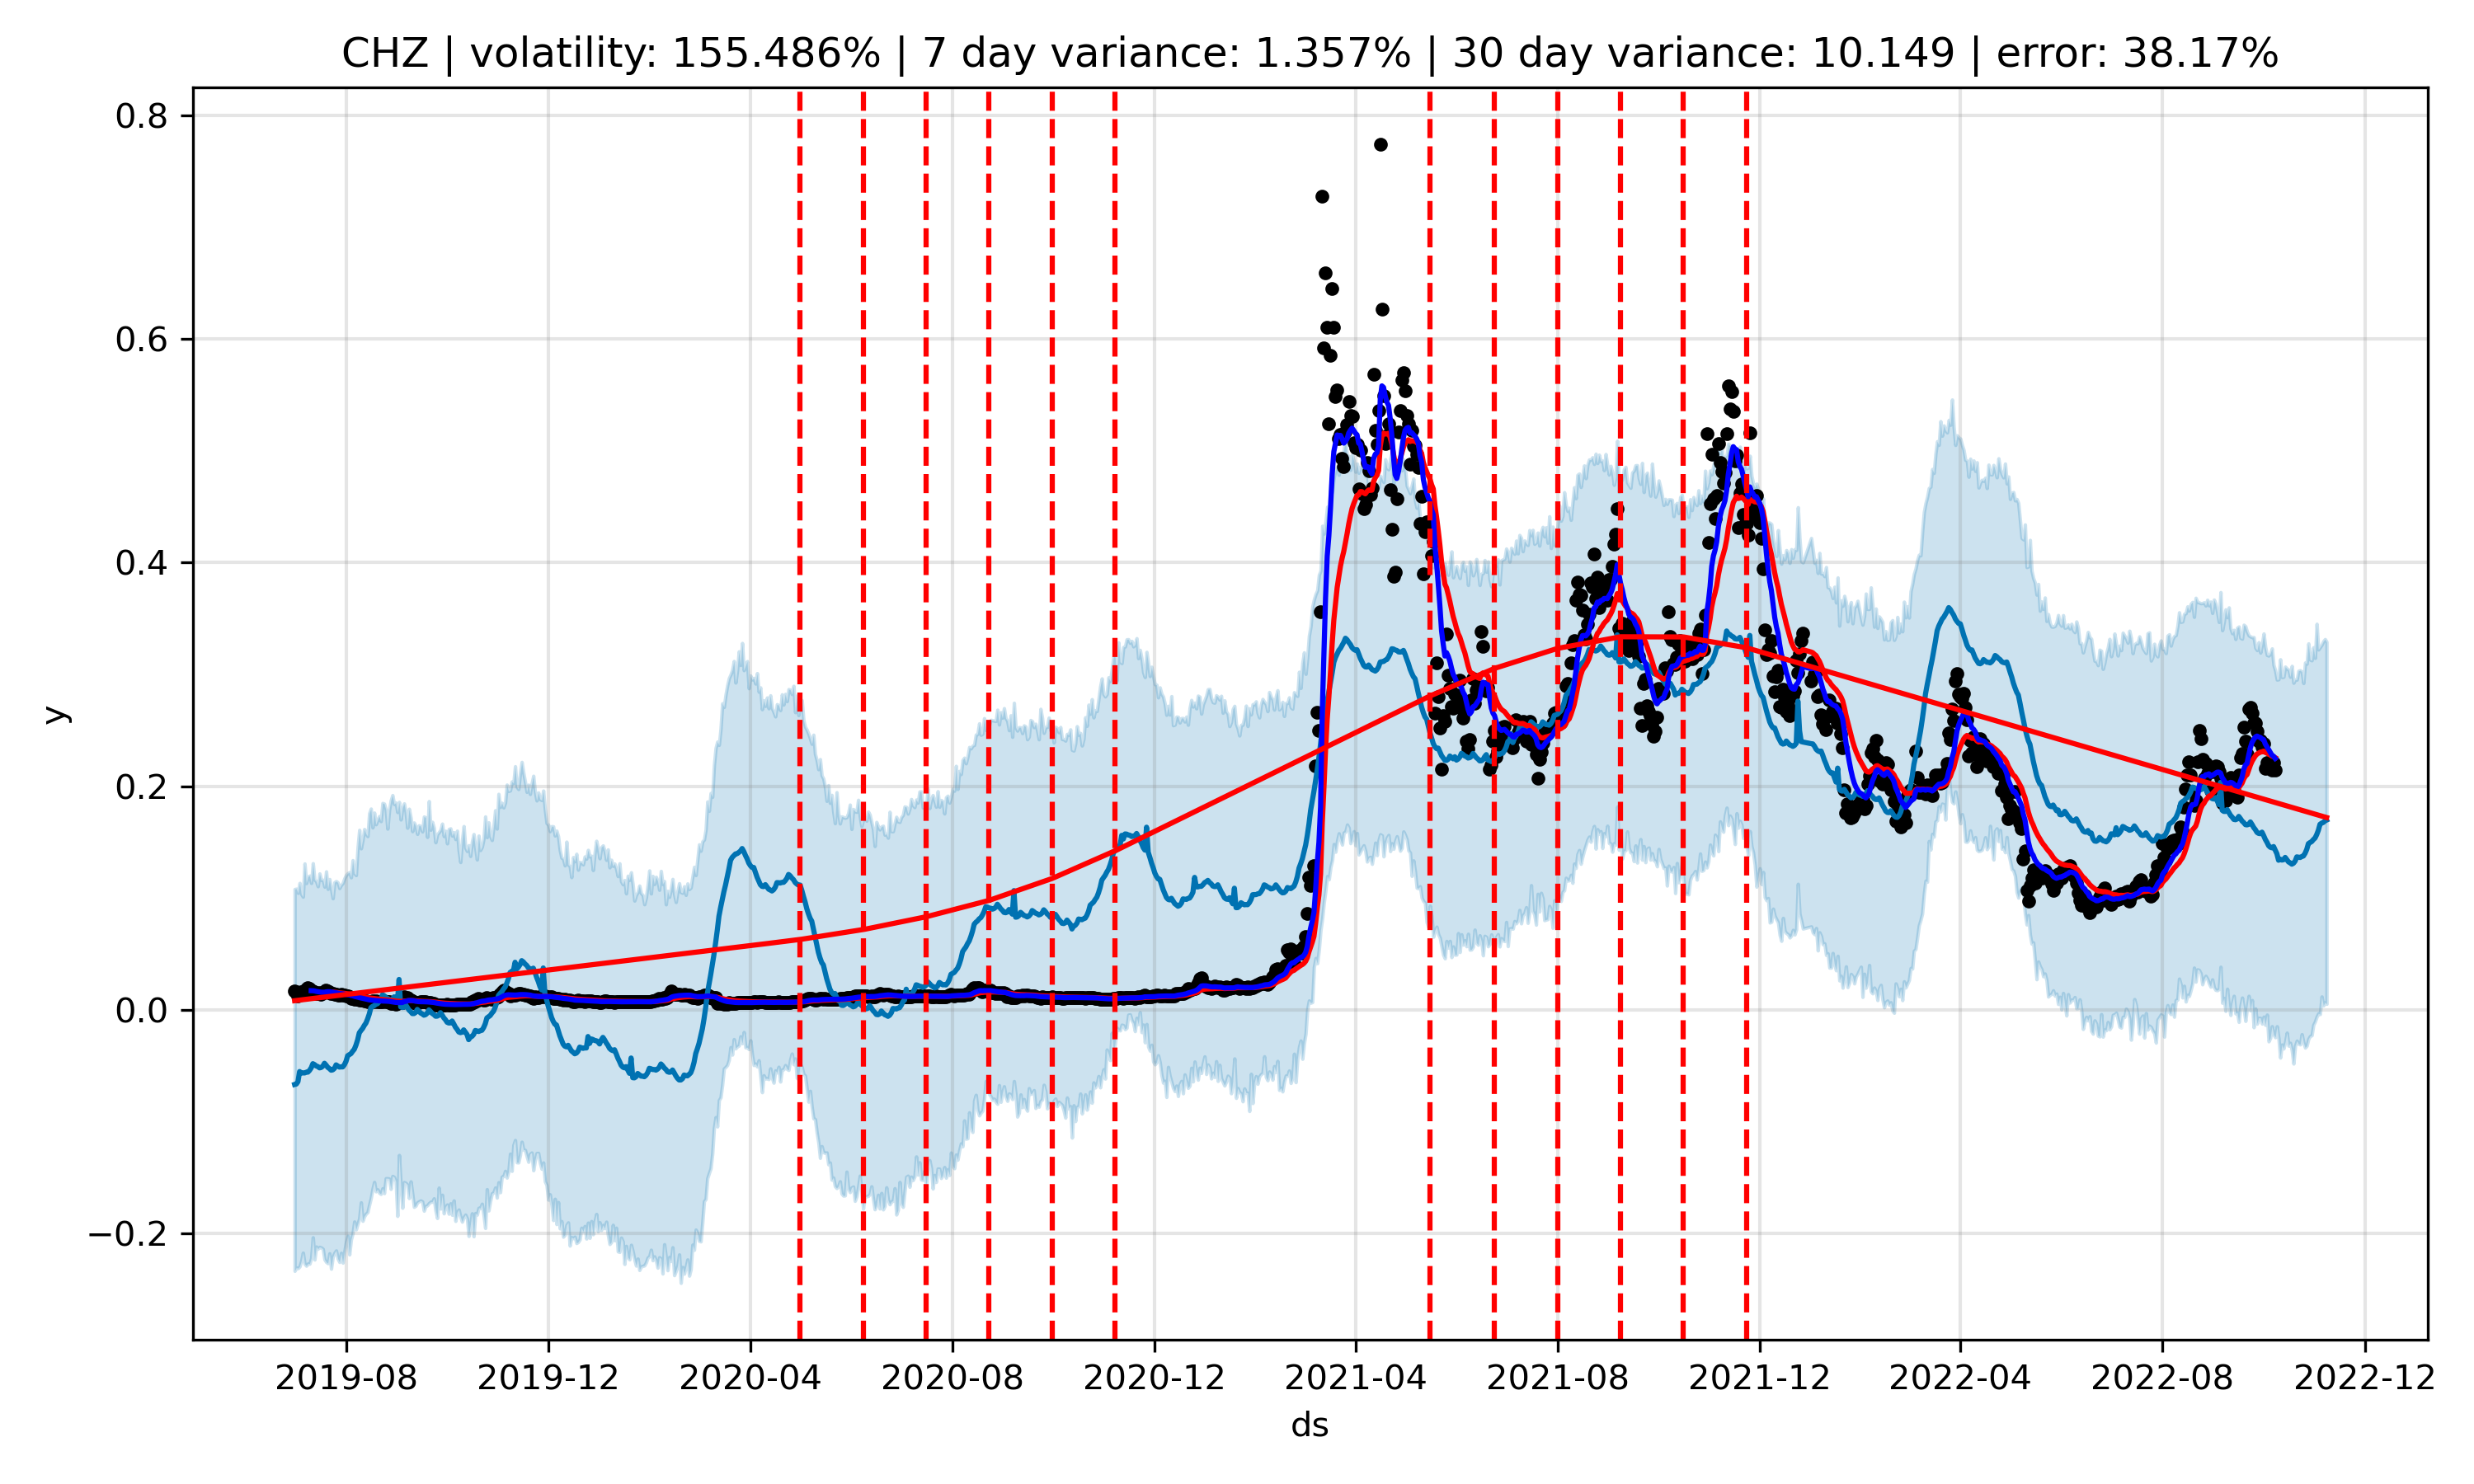 CHZ | volatility: 155.486% | 7 day variance: 1.357% | 30 day variance: 10.149 | error: 38.17%
0.8
0.6
0.4
0.2
0.0
−0.2
y
2019-08 2019-12 2020-04 2020-08 2020-12 2021-04 2021-08 2021-12 2022-04 2022-08 2022-12
ds